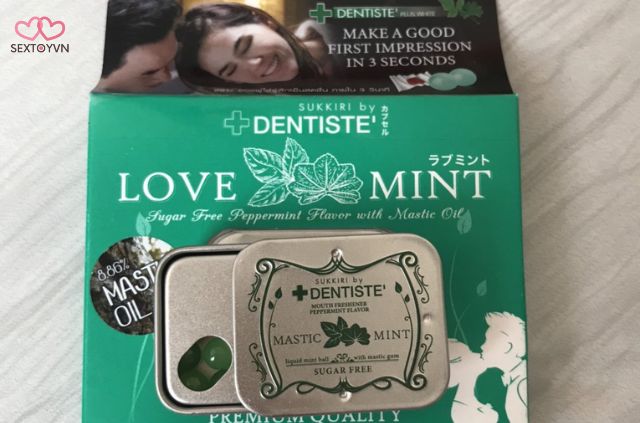 SEXTOYVN
DENTISTE' PLUS WHITE
MAKE A GOOD
FIRST IMPRESSION
IN 3 SECONDS
SUKKIRI by
DENTISTE' カプセル
ラブミント
LOVE MINT
Sugar Free Peppermint Flavor with Mastic Oil
8.86%
OIL
SUKKIRI by
DENTISTE'
MOUTH FRESHENER
PEPPERMINT FLAVOR
MASTIC MINT
liquid mint ball with mastic gum
SUGAR FREE
PREMIUM QUALITY